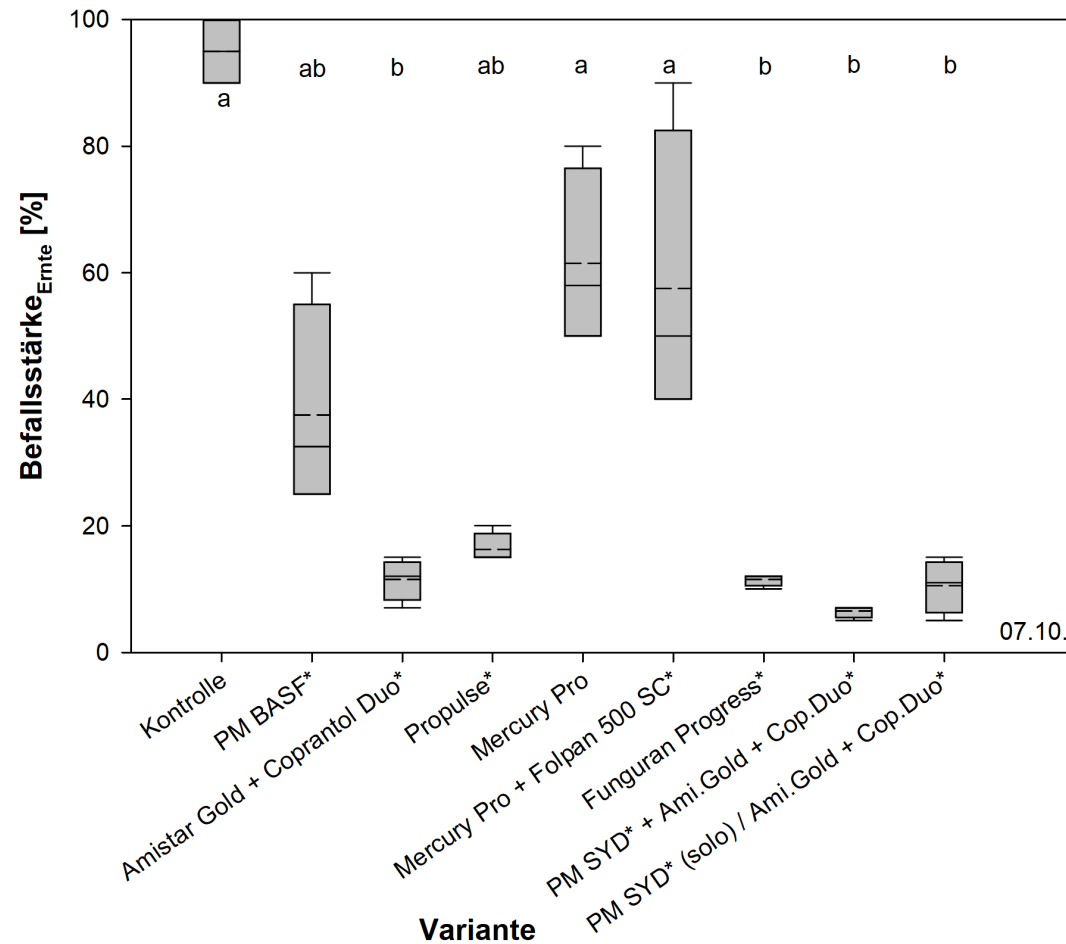 100
80
60
40
20
0
Befallsstärke Ernte [%]
a
ab
b
ab
a
a
b
b
b
07.10.
Kontrolle
PM BASF*
Amistar Gold + Coprantol Duo*
Propulse*
Mercury Pro
Mercury Pro + Folpan 500 SC*
Funguran Progress*
PM SYD* + Ami.Gold + Cop.Duo*
PM SYD* (solo) / Ami.Gold + Cop.Duo*
Variante